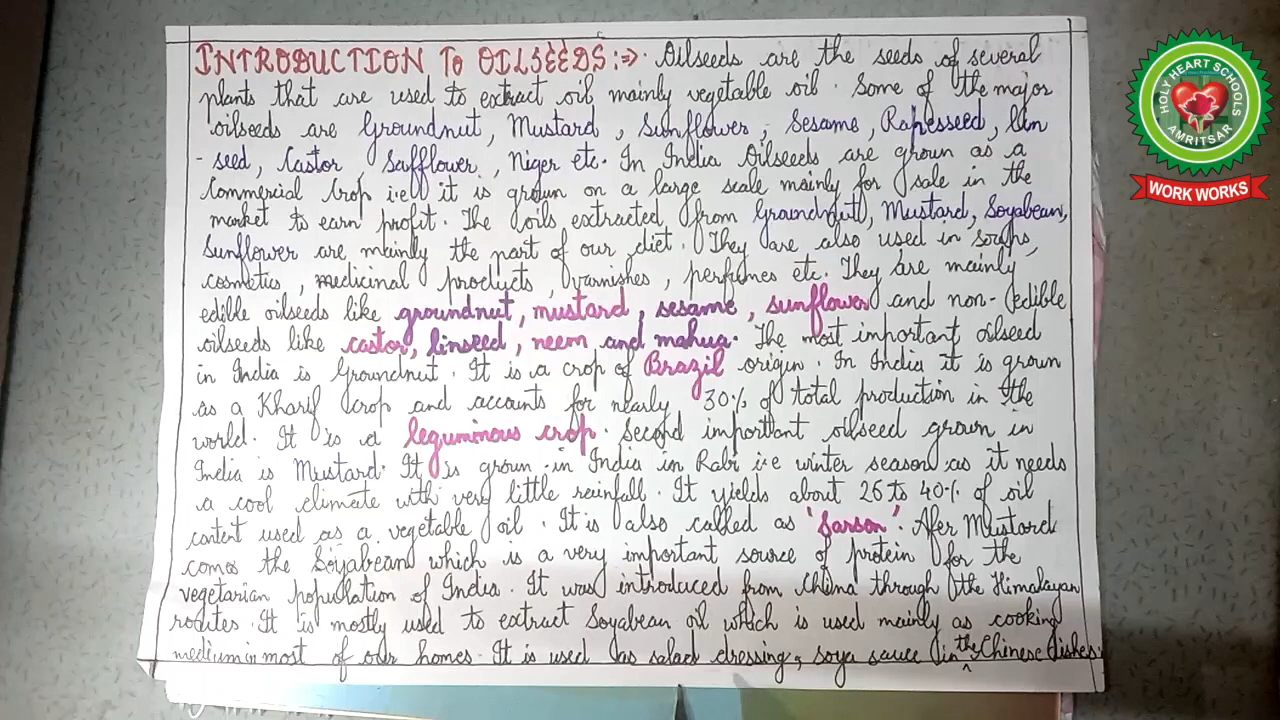 INTRODUCTION To OILSEEDS:⇒. Oilseeds are the seeds of several
plants that are used to extract oil, mainly vegetable oil. Some of the major
oilseeds are Groundnut, Mustard, Sunflower, Sesame, Rapesseed, Lin
- seed, Castor Safflower, Niger etc. In India Oilseeds are grown as a
Commercial Crop i.e. it is grown on a large scale mainly for sale in the
market to earn profit. The oils extracted from Groundnut, Mustard, Soyabean,
Sunflower are mainly the part of our diet. They are also used in soaps,
cosmetics, medicinal products, varnishes, perfumes etc. They are mainly
edible oilseeds like groundnut, mustard, sesame, sunflower and non-edible
oilseeds like castor, linseed, neem and mahua. The most important oilseed
in India is Groundnut. It is a crop of Brazil origin. In India it is grown
as a Kharif crop and accounts for nearly 30% of total production in the
world. It is a leguminous crop. Second important oilseed grown in
India is Mustard. It is grown in India in Rabi i.e winter season as it needs
a cool climate with very little rainfall. It yields about 26 to 40% of oil
content used as a vegetable oil. It is also called as "Sarson". Afer Mustard
comes the Soyabean which is a very important source of protein for the
vegetarian popullation of India. It was introduced from China through the Himalayan
routes. It is mostly used to extract Soyabean oil which is used mainly as cooking
medium in most of our homes. It is used as salad dressing, soya sauce in the Chinese dishes.
HOLY HEART SCHOOLS
AMRITSAR
WORK WORKS